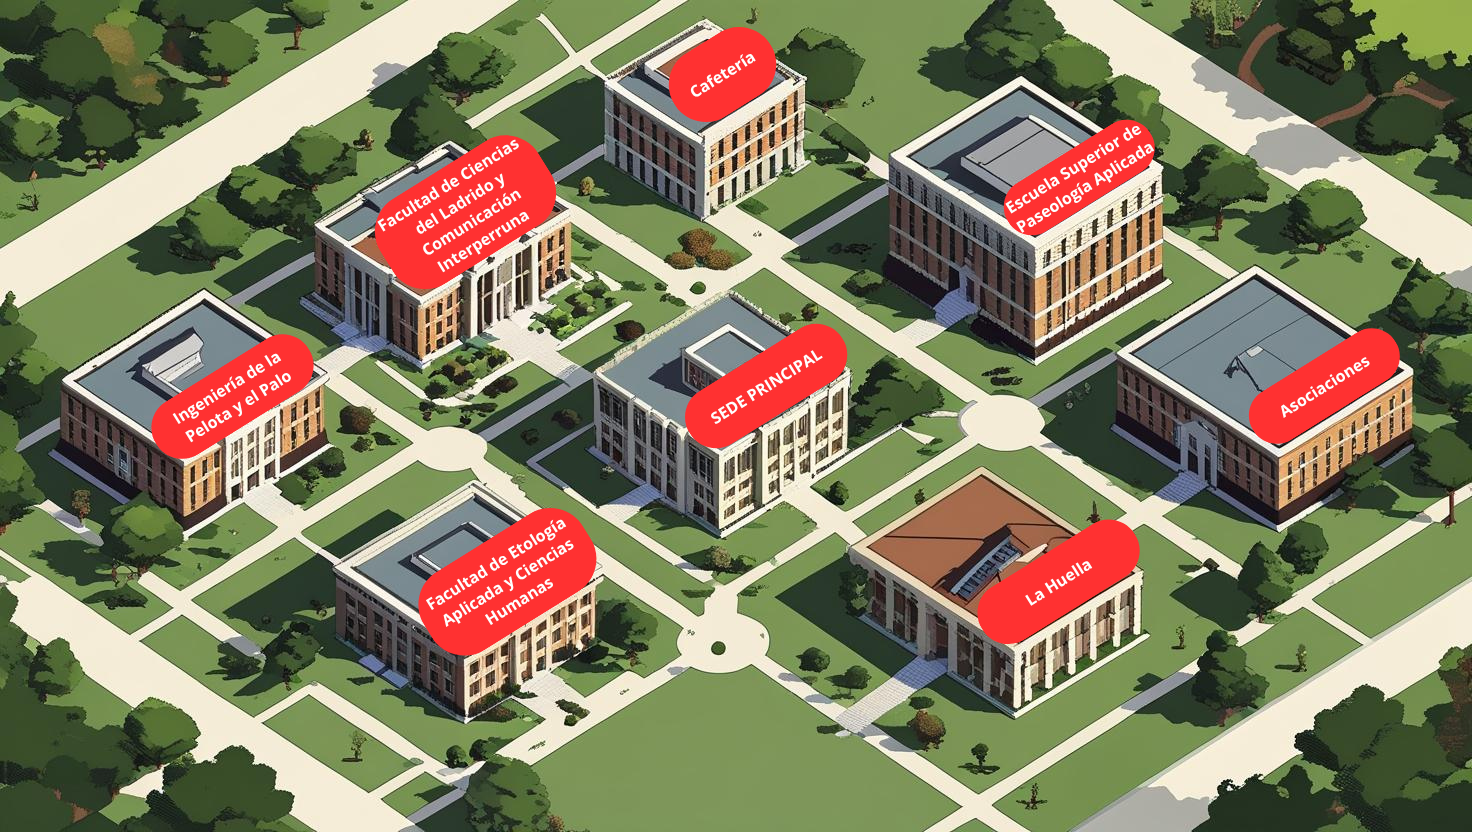 Cafetería
Escuela Superior de
Paseología Aplicada
Facultad de Ciencias
del Ladrido y
Comunicación
Interperruna
Ingeniería de la
Pelota y el Palo
SEDE PRINCIPAL
Asociaciones
Facultad de Etología
Aplicada y Ciencias
Humanas
La Huella